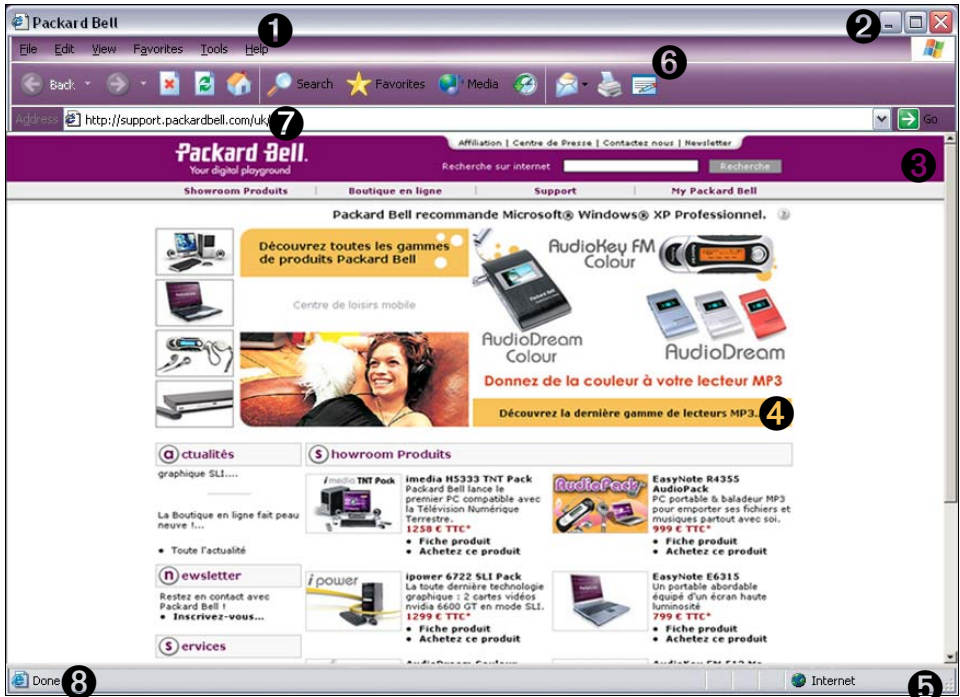 Packard Bell
1
2
File Edit View Favorites Tools Help
6
Back Search Favorites Media
Address http://support.packardbell.com/uk/ Go
7
Affiliation | Centre de Presse | Contactez nous | Newsletter
Packard Bell.
Your digital playground
Recherche sur internet Recherche
3
Showroom Produits | Boutique en ligne | Support | My Packard Bell
Packard Bell recommande Microsoft® Windows® XP Professionnel.
Découvrez toutes les gammes
de produits Packard Bell
Centre de loisirs mobile
AudioKey FM
Colour
AudioDream
Colour
AudioDream
Donnez de la couleur à votre lecteur MP3
Découvrez la dernière gamme de lecteurs MP3..
4
actualités
graphique SLI....
La Boutique en ligne fait peau
neuve !...
• Toute l'actualité
newsletter
Restez en contact avec
Packard Bell !
• Inscrivez-vous...
services
Showroom Produits
imedia TNT Pack
imedia H5333 TNT Pack
Packard Bell lance le
premier PC compatible avec
la Télévision Numérique
Terrestre.
1258 € TTC*
• Fiche produit
• Achetez ce produit
AudioPack
EasyNote R4355
AudioPack
PC portable & baladeur MP3
pour emporter ses fichiers et
musiques partout avec soi.
999 € TTC*
• Fiche produit
• Achetez ce produit
ipower
ipower 6722 SLI Pack
La toute dernière technologie
graphique : 2 cartes vidéos
nvidia 6600 GT en mode SLI.
1299 € TTC*
• Fiche produit
• Achetez ce produit
EasyNote E6315
Un portable abordable
équipé d'un écran haute
luminosité
799 € TTC*
• Fiche produit
• Achetez ce produit
Done
8
Internet
5